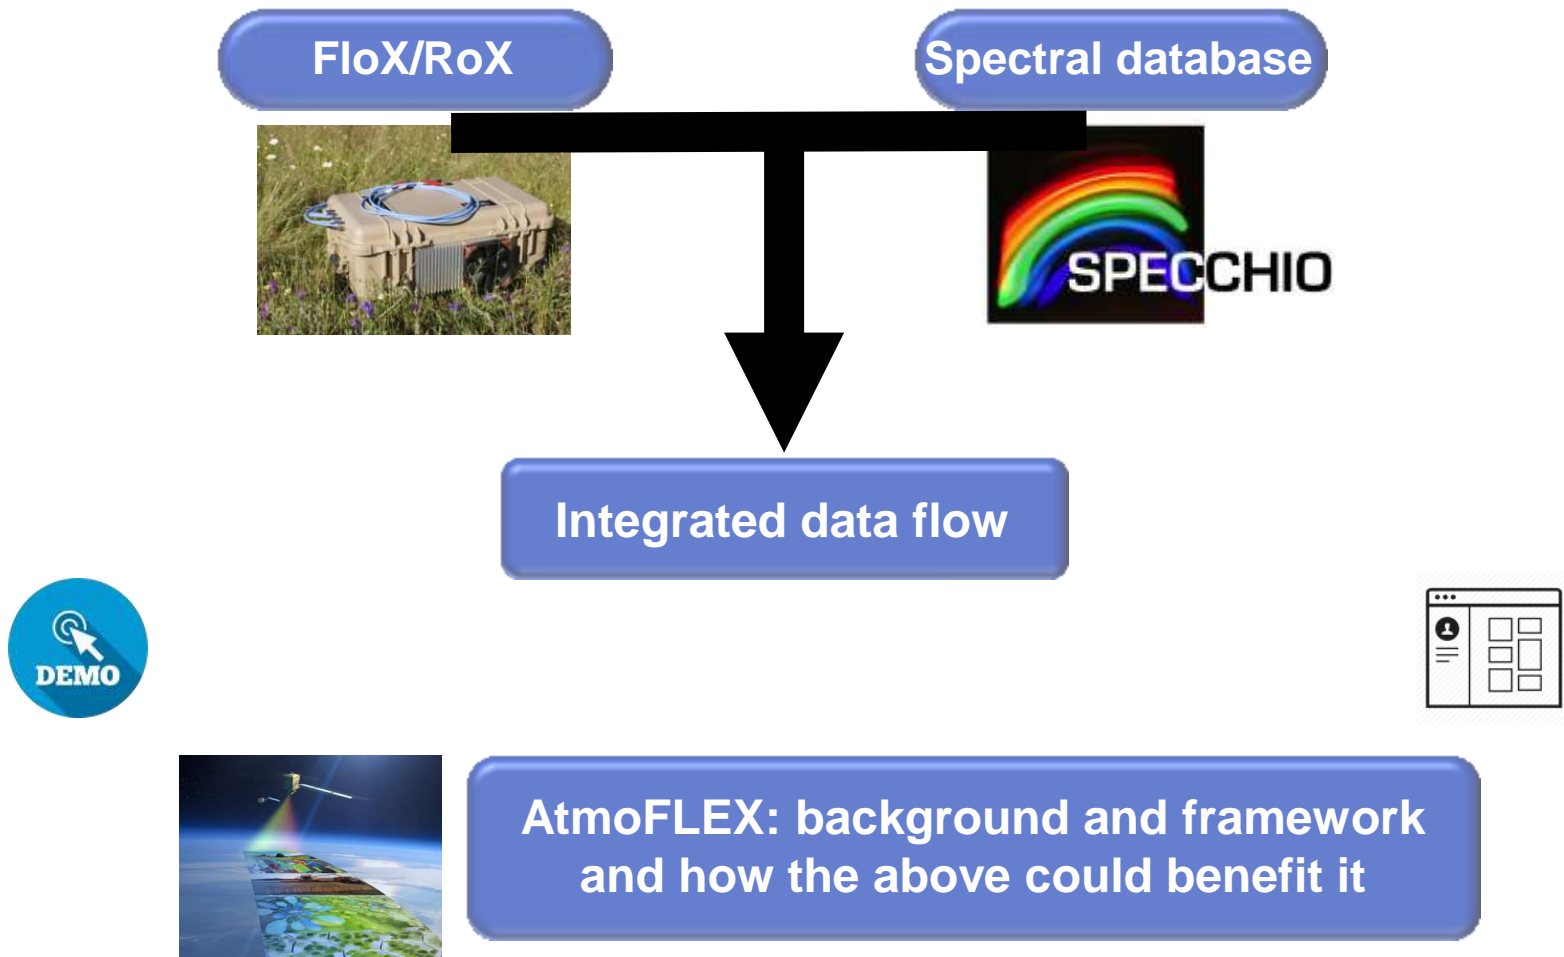 FloX/RoX
Spectral database
SPECCHIO
Integrated data flow
DEMO
AtmoFLEX: background and framework
and how the above could benefit it